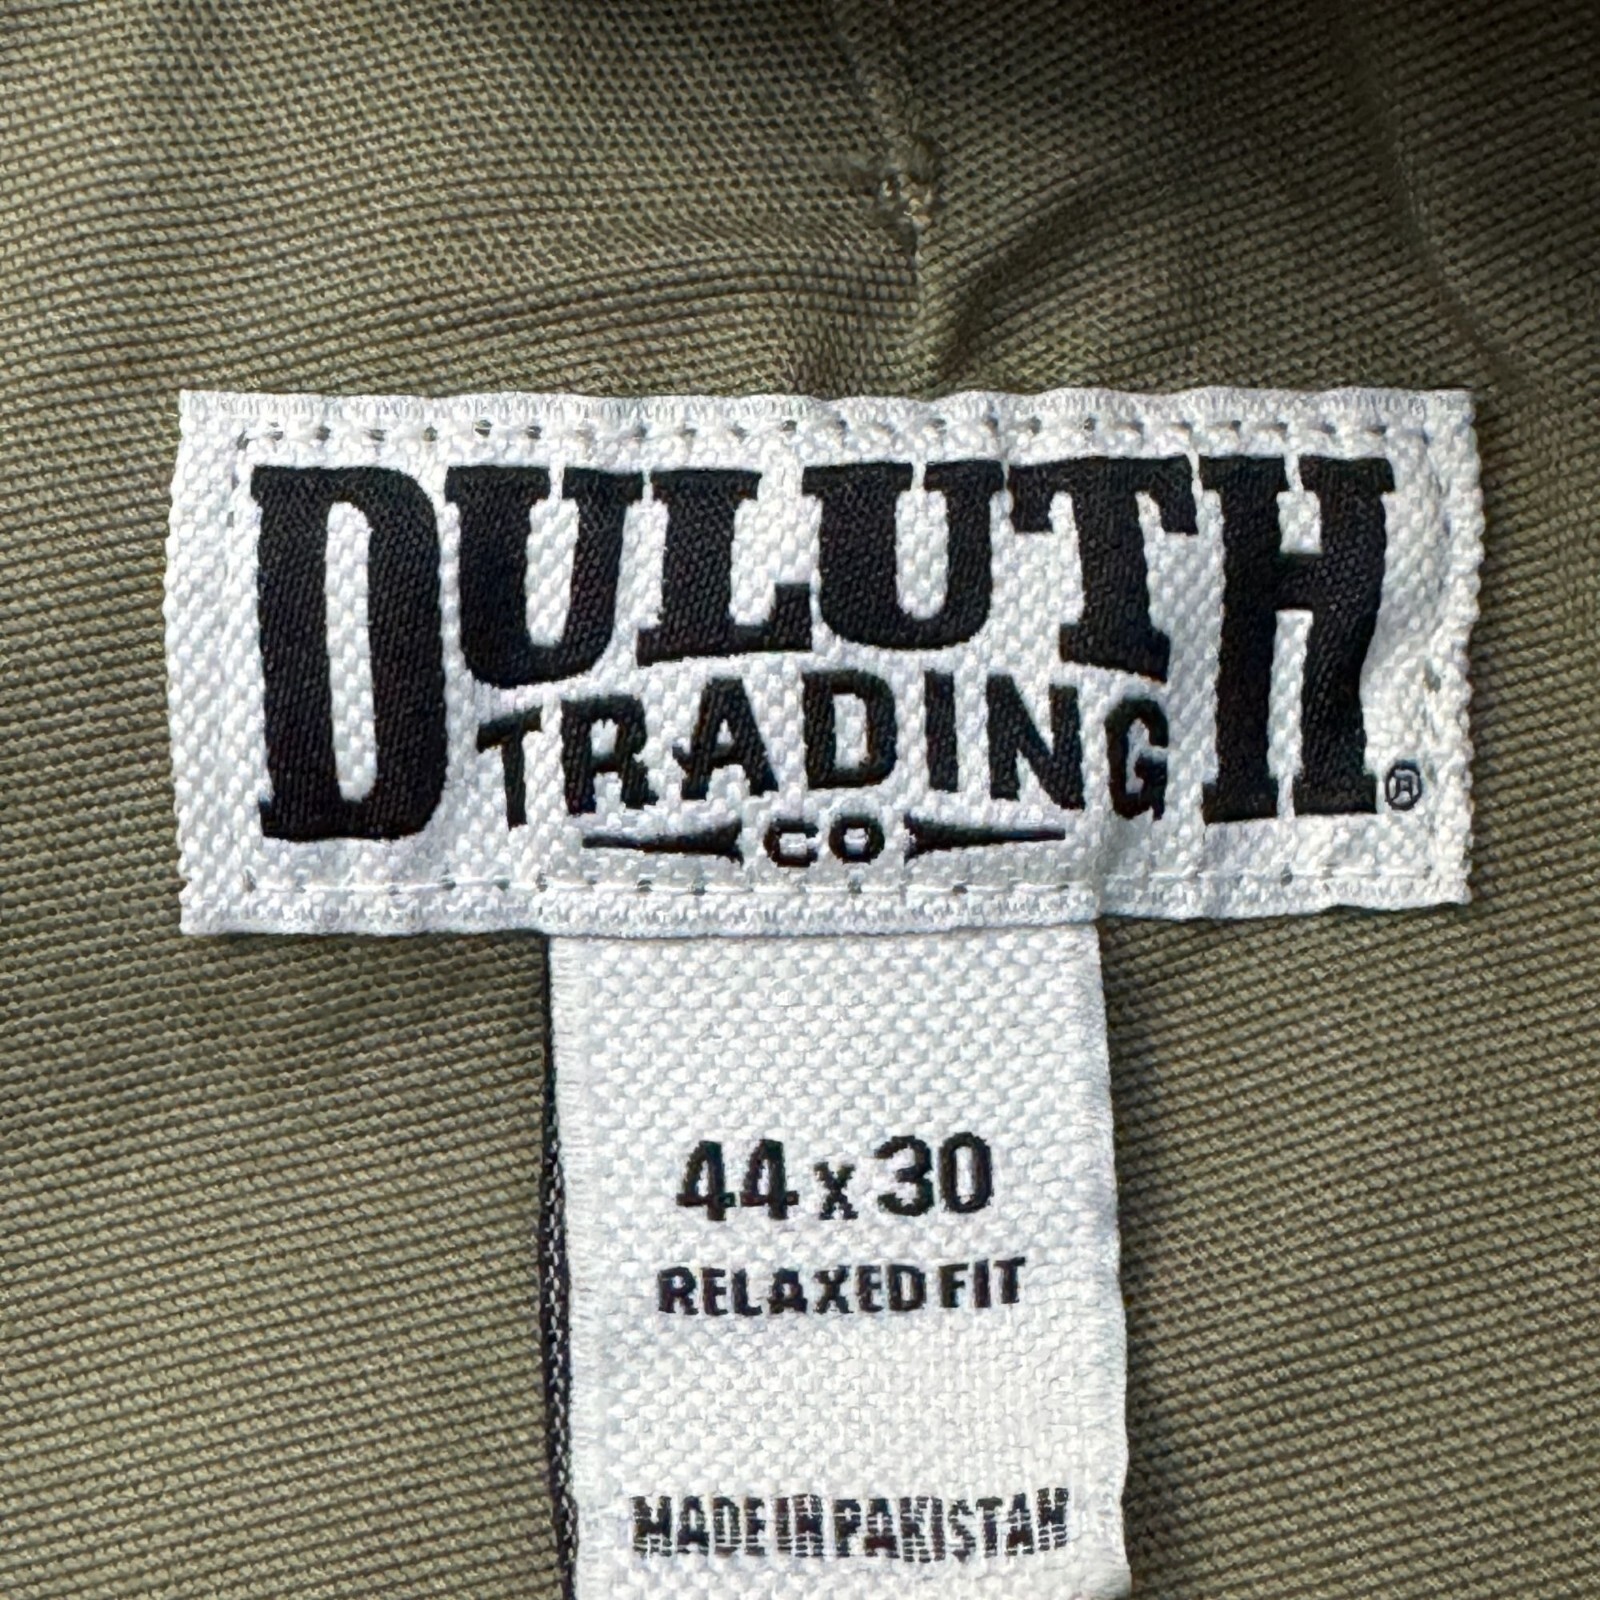 DULUTH
TRADING
CO
®
44 x 30
RELAXED FIT
MADE IN PAKISTAN